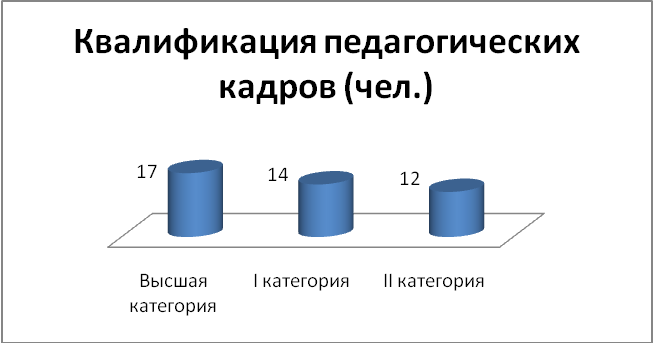 Квалификация педагогических
кадров (чел.)
17
14
12
Высшая
категория
I категория
II категория